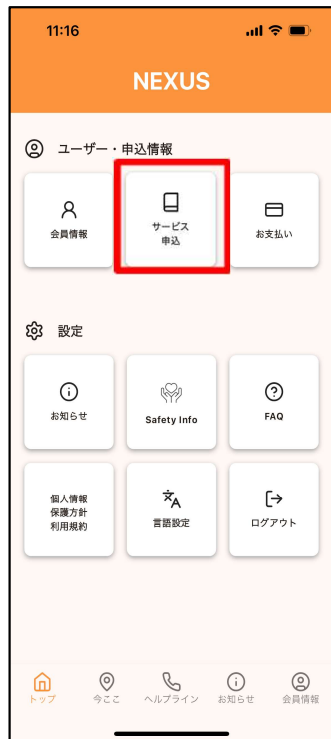 11:16
NEXUS
ユーザー・申込情報
会員情報
サービス
申込
お支払い
設定
お知らせ
Safety Info
FAQ
個人情報
保護方針
利用規約
言語設定
ログアウト
トップ
今ここ
ヘルプライン
お知らせ
会員情報